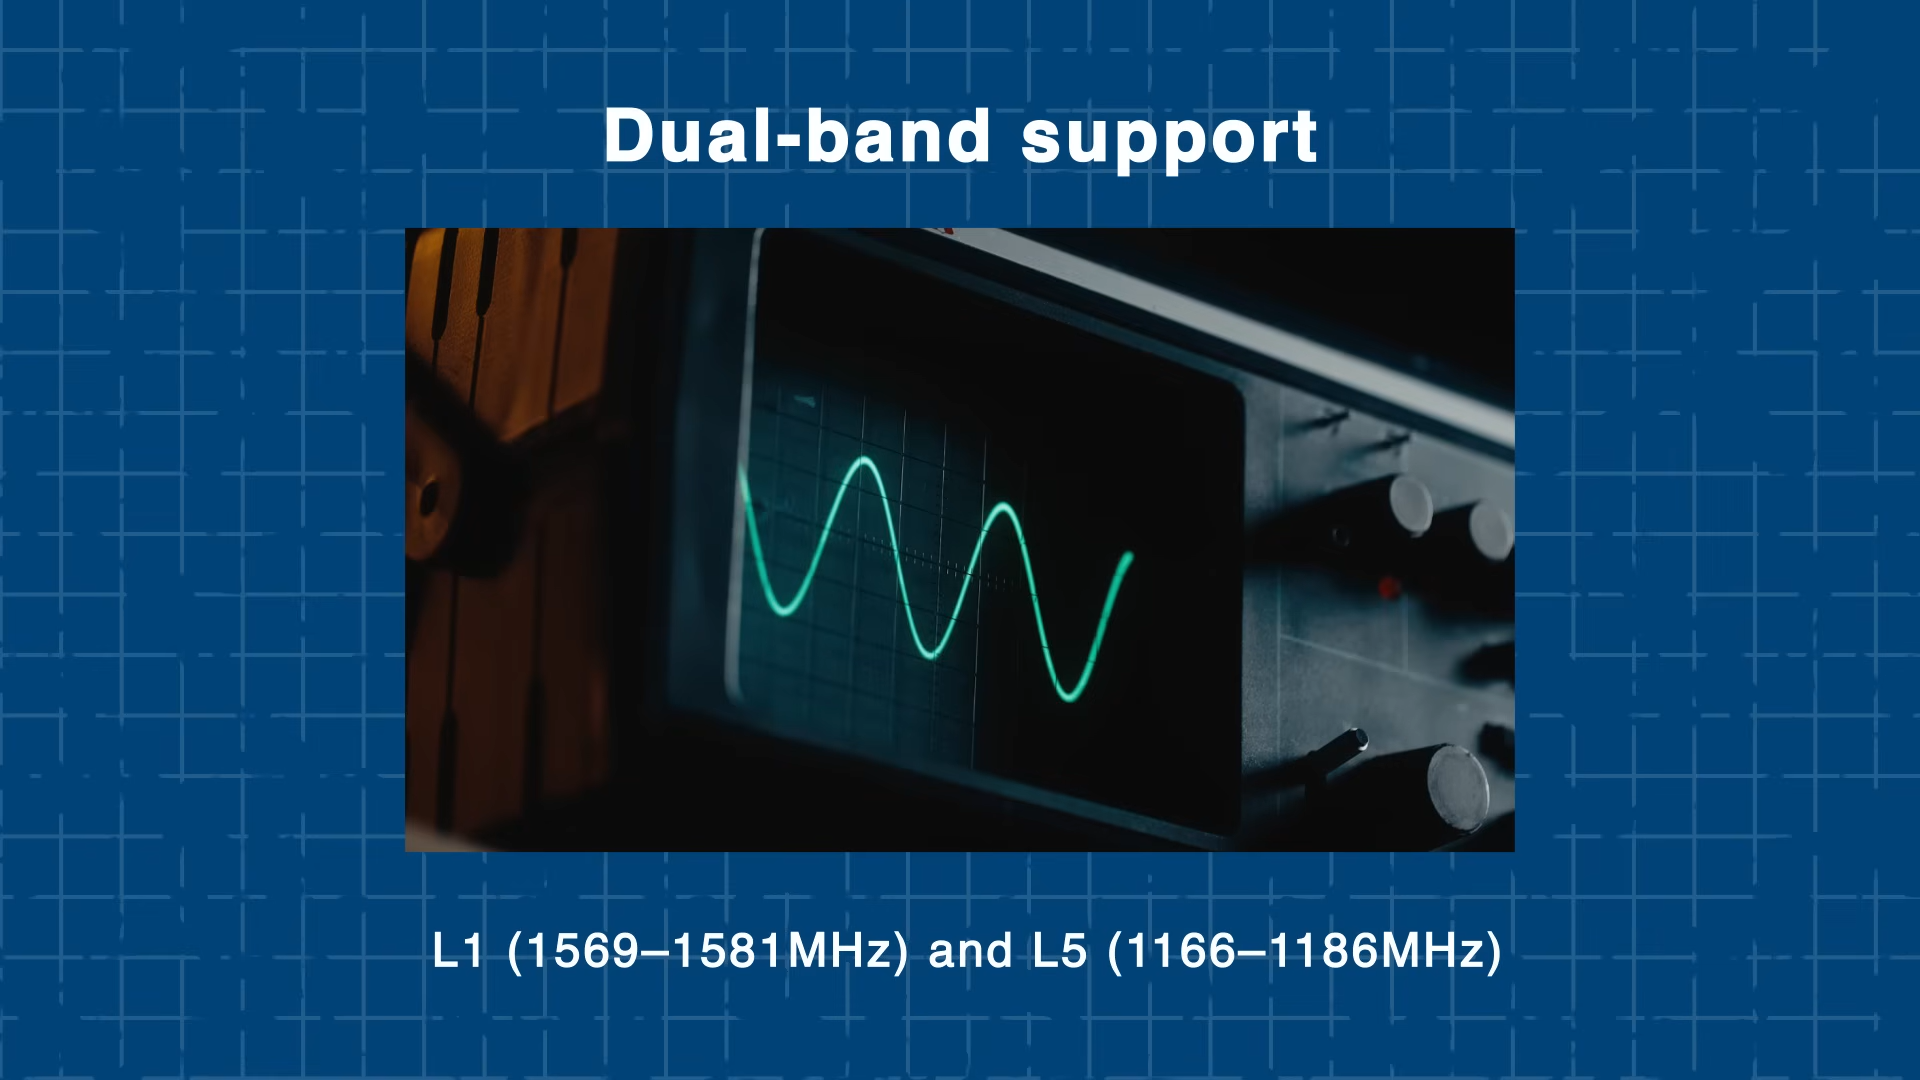 Dual-band support
L1 (1569–1581MHz) and L5 (1166–1186MHz)